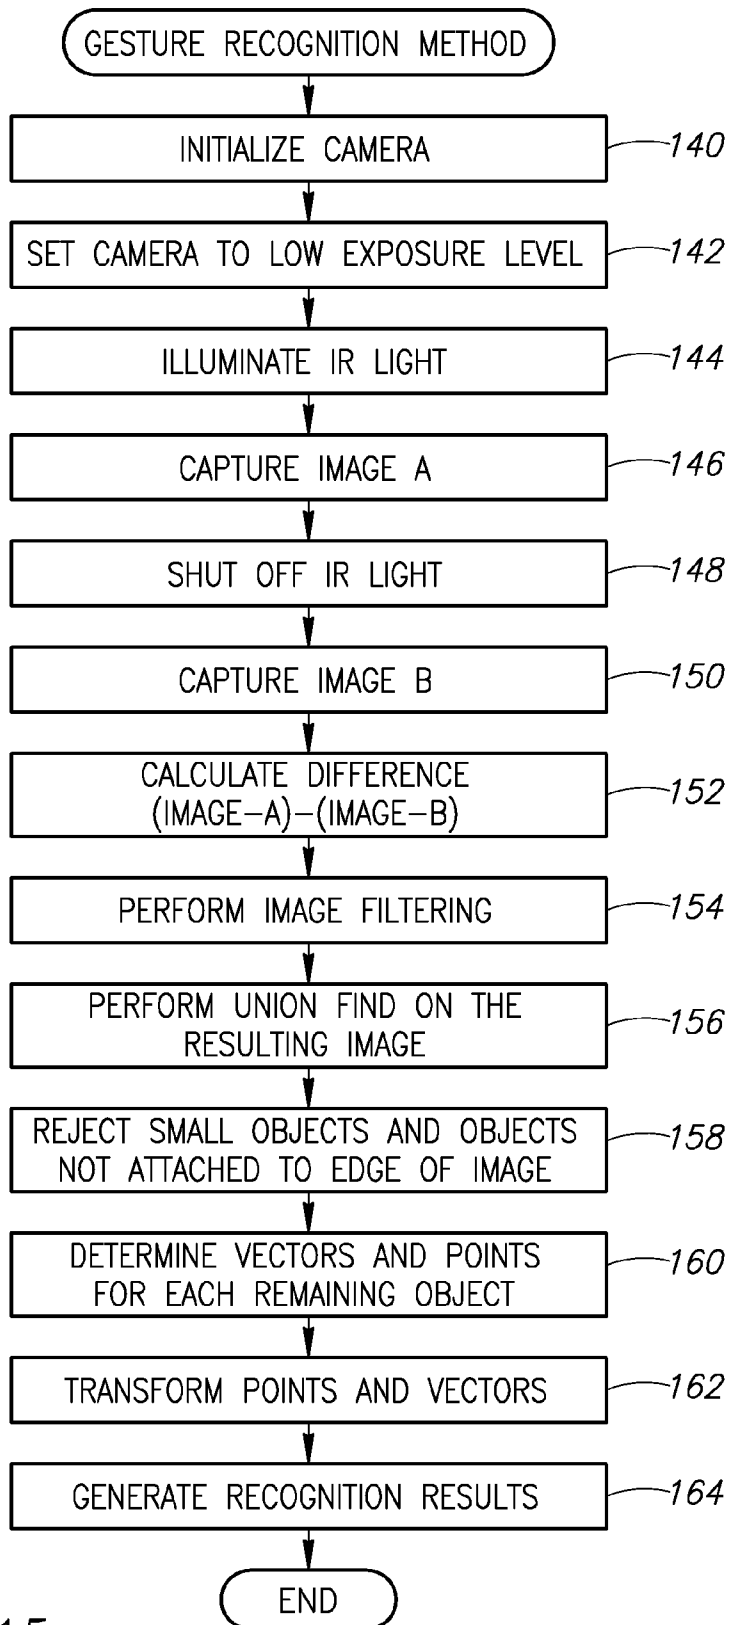 GESTURE RECOGNITION METHOD
INITIALIZE CAMERA
140
SET CAMERA TO LOW EXPOSURE LEVEL
142
ILLUMINATE IR LIGHT
144
CAPTURE IMAGE A
146
SHUT OFF IR LIGHT
148
CAPTURE IMAGE B
150
CALCULATE DIFFERENCE
(IMAGE-A)-(IMAGE-B)
152
PERFORM IMAGE FILTERING
154
PERFORM UNION FIND ON THE
RESULTING IMAGE
156
REJECT SMALL OBJECTS AND OBJECTS
NOT ATTACHED TO EDGE OF IMAGE
158
DETERMINE VECTORS AND POINTS
FOR EACH REMAINING OBJECT
160
TRANSFORM POINTS AND VECTORS
162
GENERATE RECOGNITION RESULTS
164
END